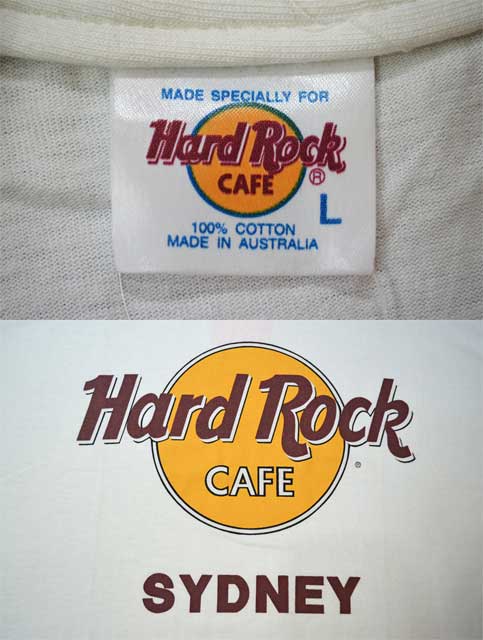 MADE SPECIALLY FOR
Hard Rock
CAFE
®
L
100% COTTON
MADE IN AUSTRALIA
Hard Rock
CAFE
®
SYDNEY